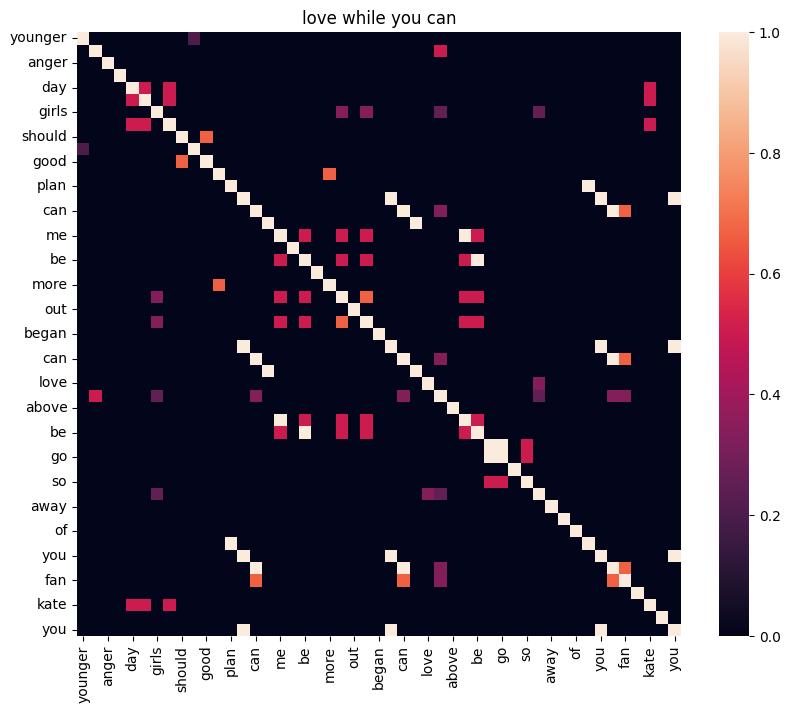 love while you can
younger
anger
day
girls
should
good
plan
can
me
be
more
out
began
can
love
above
be
go
so
away
of
you
fan
kate
you
younger
anger
day
girls
should
good
plan
can
me
be
more
out
began
can
love
above
be
go
so
away
of
you
fan
kate
you
1.0
0.8
0.6
0.4
0.2
0.0